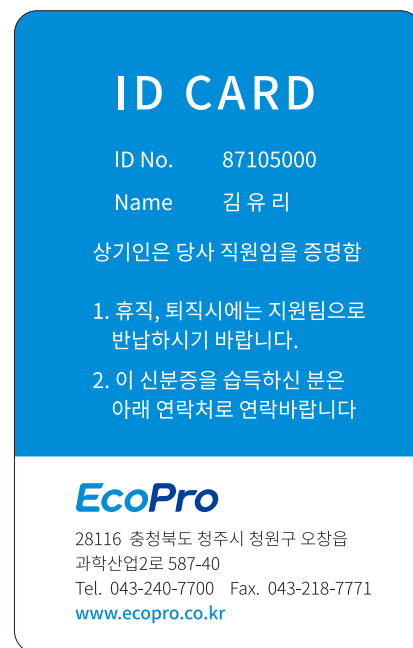 ID CARD
ID No. 87105000
Name 김 유 리
상기인은 당사 직원임을 증명함
1. 휴직, 퇴직시에는 지원팀으로
반납하시기 바랍니다.
2. 이 신분증을 습득하신 분은
아래 연락처로 연락바랍니다
EcoPro
28116 충청북도 청주시 청원구 오창읍
과학산업2로 587-40
Tel. 043-240-7700 Fax. 043-218-7771
www.ecopro.co.kr